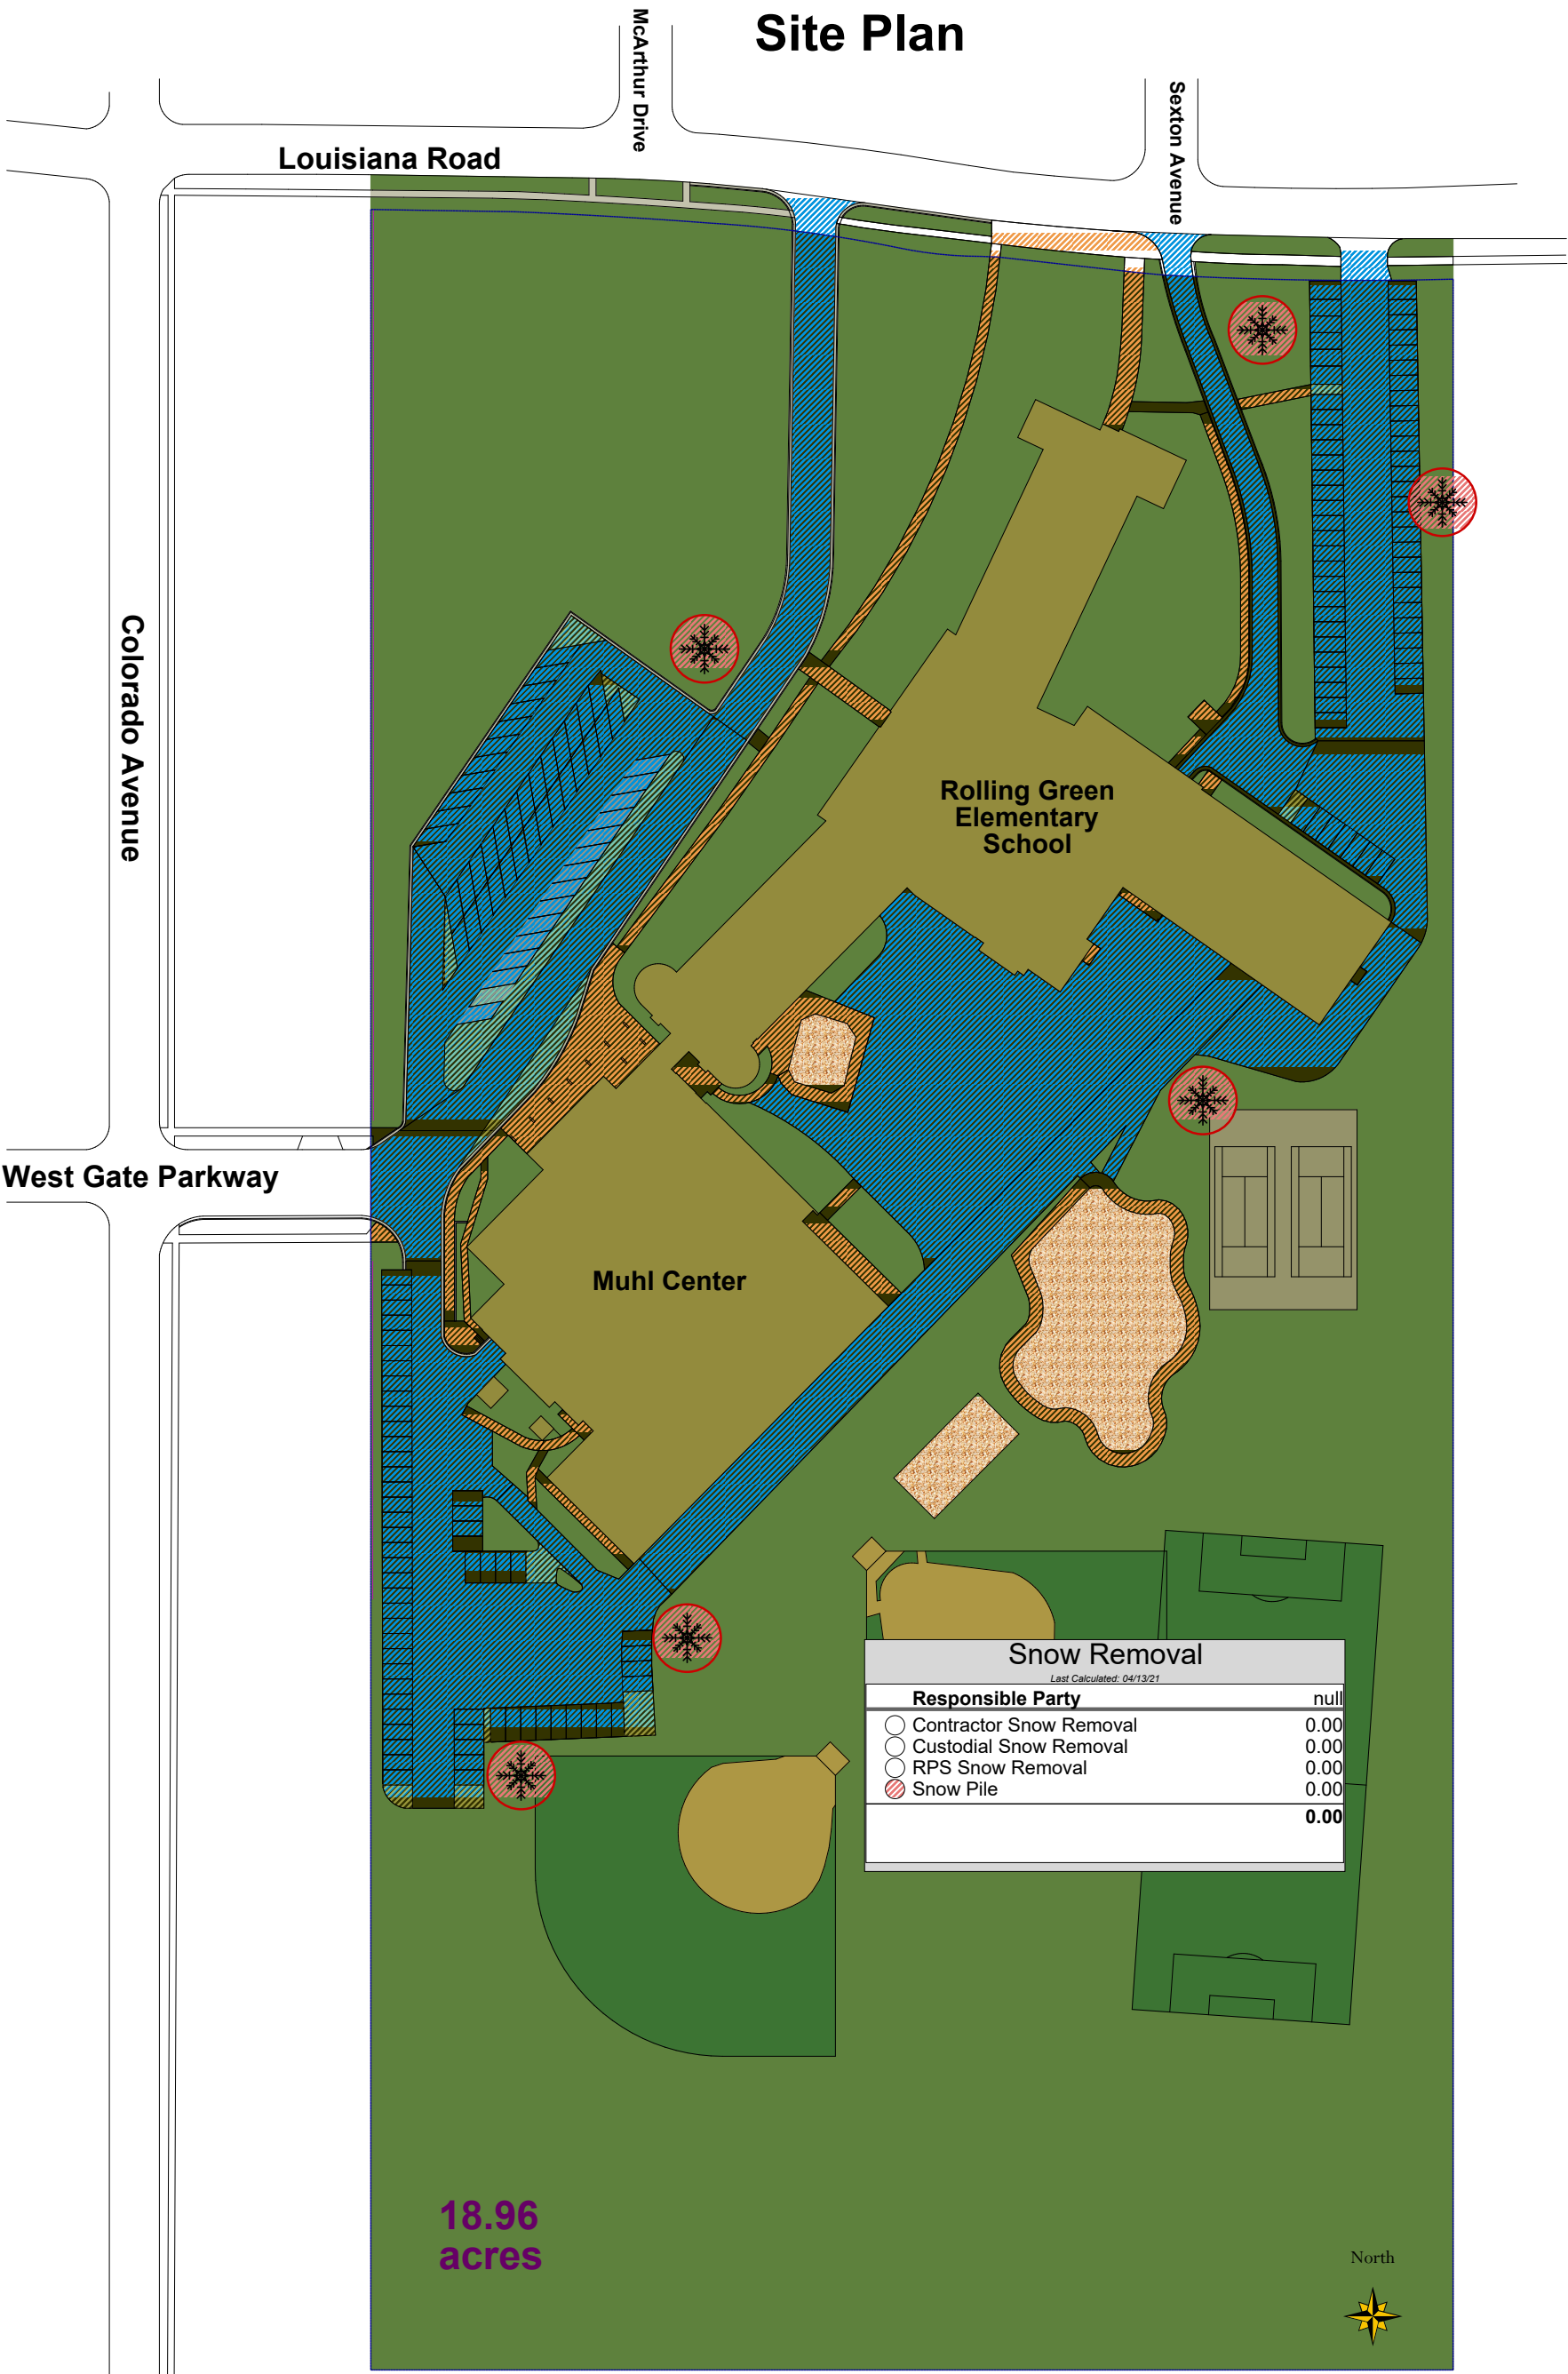 Site Plan
McArthur Drive
Sexton Avenue
Louisiana Road
Colorado Avenue
Rolling Green
Elementary
School
West Gate Parkway
Muhl Center
Snow Removal
Last Calculated: 04/13/21
Responsible Party null
Contractor Snow Removal 0.00
Custodial Snow Removal 0.00
RPS Snow Removal 0.00
Snow Pile 0.00
0.00
18.96
acres
North